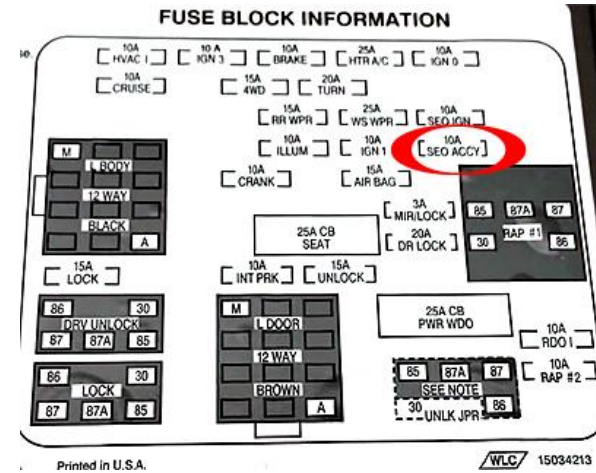 FUSE BLOCK INFORMATION
se.
10A HVAC I
10 A IGN 3
10A BRAKE
25A HTR A/C
10A IGN 0
10A CRUISE
15A 4WD
20A TURN
15A RR WPR
25A WS WPR
10A SEO IGN
10A ILLUM
10A IGN 1
10A SEO ACCY
M
L BODY
12 WAY
BLACK
A
10A CRANK
15A AIR BAG
3A MIR/LOCK
20A DR LOCK
85 87A 87
RAP #1
30 86
25A CB
SEAT
15A LOCK
10A INT PRK
15A UNLOCK
86 30
DRV UNLOCK
87 87A 85
M
L DOOR
12 WAY
BROWN
A
25A CB
PWR WDO
10A RDO I
10A RAP #2
86 30
LOCK
87 87A 85
85 87A 87
SEE NOTE
30 UNLK JPR 86
Printed in U.S.A.
WLC 15034213